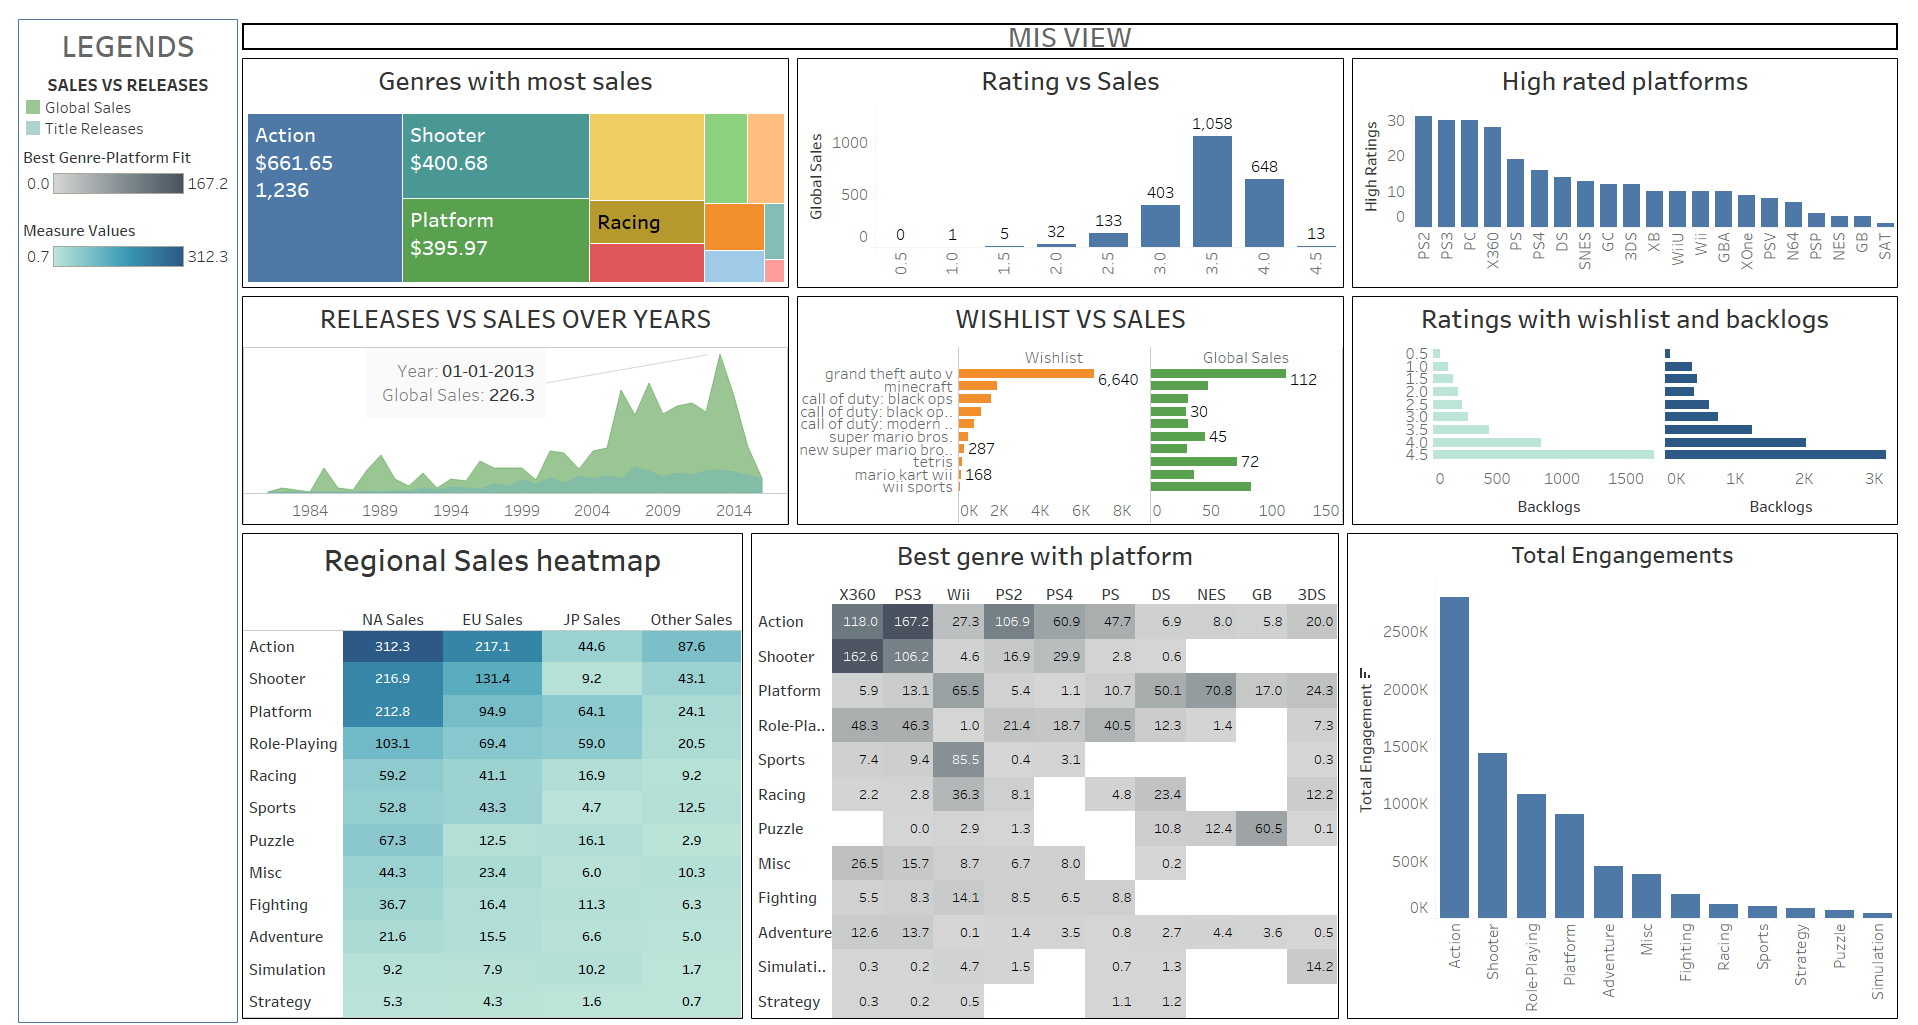 LEGENDS
SALES VS RELEASES
Global Sales
Title Releases
Best Genre-Platform Fit
0.0 167.2
Measure Values
0.7 312.3
MIS VIEW
Genres with most sales
Action
$661.65
1,236
Shooter
$400.68
Platform
$395.97
Racing
Rating vs Sales
Global Sales
1000
500
0
0 1 5 32 133 403 1,058 648 13
0.5 1.0 1.5 2.0 2.5 3.0 3.5 4.0 4.5
High rated platforms
High Ratings
30
20
10
0
PS2 PS3 PC X360 PS PS4 DS SNES GC 3DS XB WiiU Wii GBA XOne PSV N64 PSP NES GB SAT
RELEASES VS SALES OVER YEARS
Year: 01-01-2013
Global Sales: 226.3
1984 1989 1994 1999 2004 2009 2014
WISHLIST VS SALES
Wishlist Global Sales
grand theft auto v 6,640 112
minecraft
call of duty: black ops
call of duty: black op.. 30
call of duty: modern ..
super mario bros. 45
new super mario bro.. 287
tetris 72
mario kart wii 168
wii sports
0K 2K 4K 6K 8K 0 50 100 150
Ratings with wishlist and backlogs
0.5
1.0
1.5
2.0
2.5
3.0
3.5
4.0
4.5
0 500 1000 1500 0K 1K 2K 3K
Backlogs Backlogs
Regional Sales heatmap
NA Sales EU Sales JP Sales Other Sales
Action 312.3 217.1 44.6 87.6
Shooter 216.9 131.4 9.2 43.1
Platform 212.8 94.9 64.1 24.1
Role-Playing 103.1 69.4 59.0 20.5
Racing 59.2 41.1 16.9 9.2
Sports 52.8 43.3 4.7 12.5
Puzzle 67.3 12.5 16.1 2.9
Misc 44.3 23.4 6.0 10.3
Fighting 36.7 16.4 11.3 6.3
Adventure 21.6 15.5 6.6 5.0
Simulation 9.2 7.9 10.2 1.7
Strategy 5.3 4.3 1.6 0.7
Best genre with platform
X360 PS3 Wii PS2 PS4 PS DS NES GB 3DS
Action 118.0 167.2 27.3 106.9 60.9 47.7 6.9 8.0 5.8 20.0
Shooter 162.6 106.2 4.6 16.9 29.9 2.8 0.6
Platform 5.9 13.1 65.5 5.4 1.1 10.7 50.1 70.8 17.0 24.3
Role-Pla.. 48.3 46.3 1.0 21.4 18.7 40.5 12.3 1.4 7.3
Sports 7.4 9.4 85.5 0.4 3.1 0.3
Racing 2.2 2.8 36.3 8.1 4.8 23.4 12.2
Puzzle 0.0 2.9 1.3 10.8 12.4 60.5 0.1
Misc 26.5 15.7 8.7 6.7 8.0 0.2
Fighting 5.5 8.3 14.1 8.5 6.5 8.8
Adventure 12.6 13.7 0.1 1.4 3.5 0.8 2.7 4.4 3.6 0.5
Simulati.. 0.3 0.2 4.7 1.5 0.7 1.3 14.2
Strategy 0.3 0.2 0.5 1.1 1.2
Total Engangements
Total Engagement
2500K
2000K
1500K
1000K
500K
0K
Action Shooter Role-Playing Platform Adventure Misc Fighting Racing Sports Strategy Puzzle Simulation